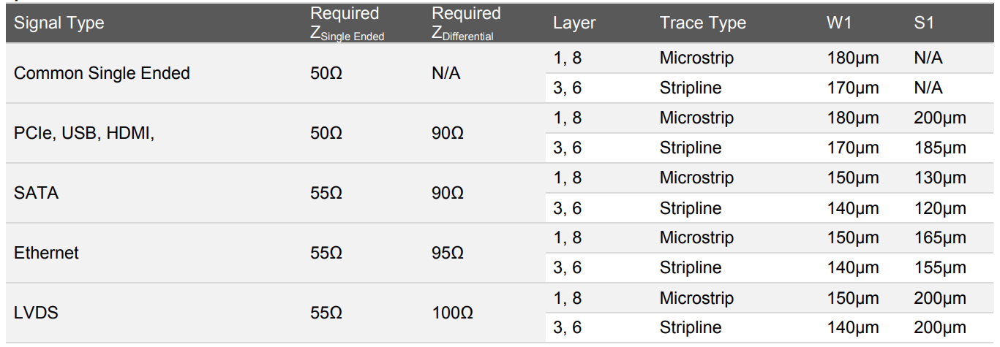 Signal Type Required Z Single Ended Required Z Differential Layer Trace Type W1 S1
Common Single Ended 50Ω N/A 1, 8 Microstrip 180µm N/A
3, 6 Stripline 170µm N/A
PCIe, USB, HDMI, 50Ω 90Ω 1, 8 Microstrip 180µm 200µm
3, 6 Stripline 170µm 185µm
SATA 55Ω 90Ω 1, 8 Microstrip 150µm 130µm
3, 6 Stripline 140µm 120µm
Ethernet 55Ω 95Ω 1, 8 Microstrip 150µm 165µm
3, 6 Stripline 140µm 155µm
LVDS 55Ω 100Ω 1, 8 Microstrip 150µm 200µm
3, 6 Stripline 140µm 200µm